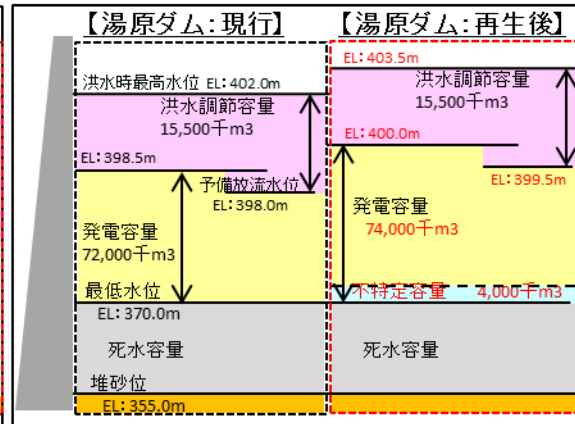 【湯原ダム:現行】
洪水時最高水位 EL:402.0m
洪水調節容量
15,500千m3
EL:398.5m
予備放流水位
EL:398.0m
発電容量
72,000千m3
最低水位
EL:370.0m
死水容量
堆砂位
EL:355.0m
【湯原ダム:再生後】
EL:403.5m
洪水調節容量
15,500千m3
EL:400.0m
EL:399.5m
発電容量
74,000千m3
不特定容量 4,000千m3
死水容量